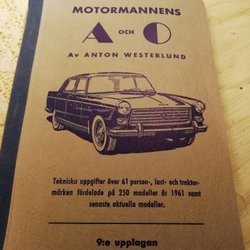 MOTORMANNENS
A OCH O
Av ANTON WESTERLUND
Tekniska uppgifter över 61 person-, last- och traktor-
märken fördelade på 250 modeller år 1961 samt
senaste aktuella modeller.
9:e upplagan